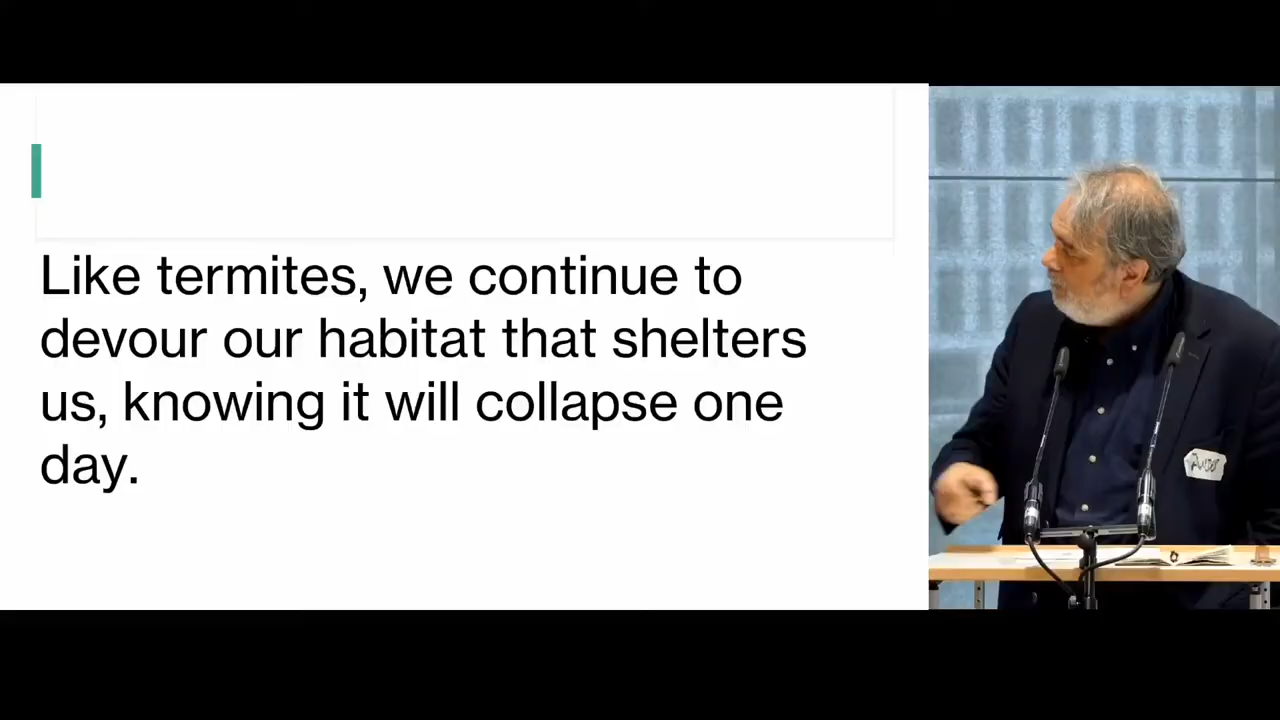 Like termites, we continue to
devour our habitat that shelters
us, knowing it will collapse one
day.